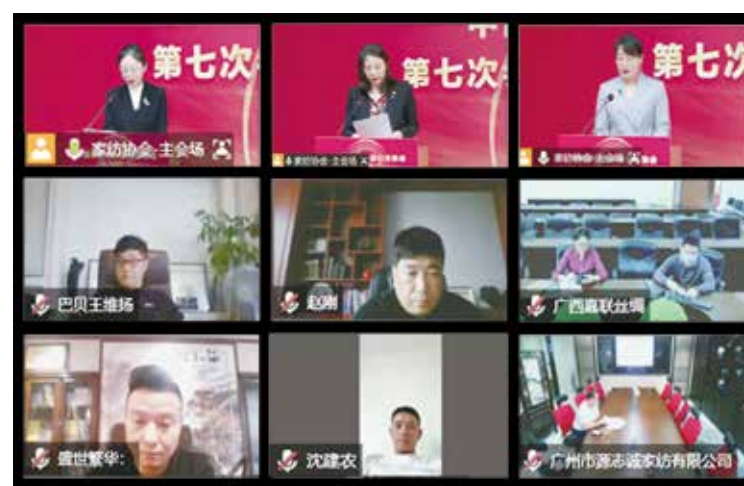 第七次
家纺协会-主会场
第七次
家纺协会-主会场
第七
家纺协会-主会场
巴贝王维扬
赵刚
广西嘉联丝绸
盛世繁华:
沈建农
广州市源志诚家纺有限公司